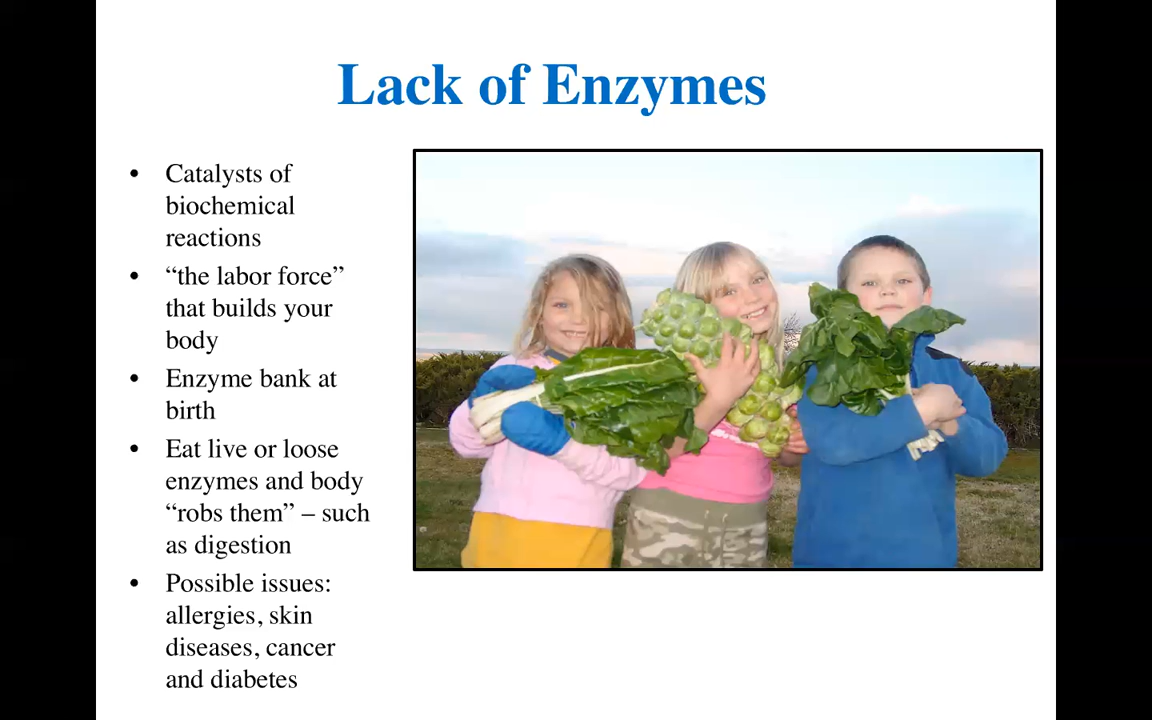 Lack of Enzymes
• Catalysts of
biochemical
reactions
• “the labor force”
that builds your
body
• Enzyme bank at
birth
• Eat live or loose
enzymes and body
“robs them” – such
as digestion
• Possible issues:
allergies, skin
diseases, cancer
and diabetes